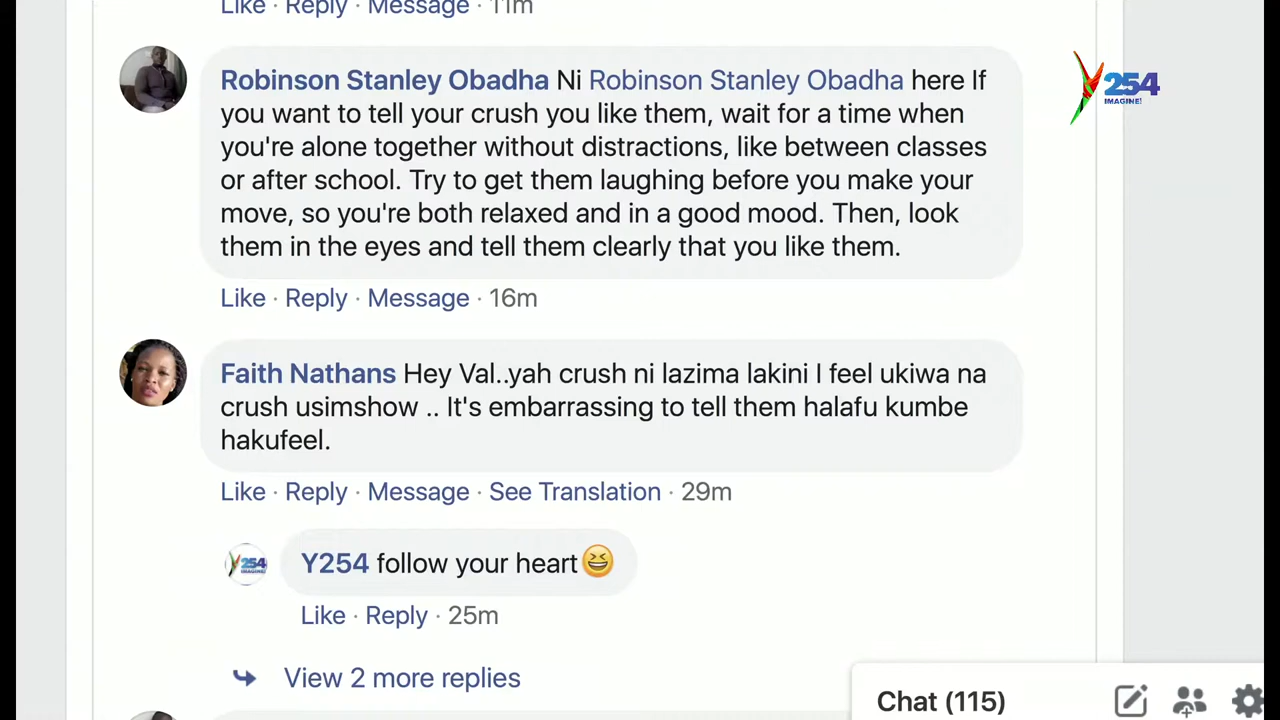 Like · Reply · Message · 11m
Robinson Stanley Obadha Ni Robinson Stanley Obadha here If
you want to tell your crush you like them, wait for a time when
you're alone together without distractions, like between classes
or after school. Try to get them laughing before you make your
move, so you're both relaxed and in a good mood. Then, look
them in the eyes and tell them clearly that you like them.
Like · Reply · Message · 16m
Faith Nathans Hey Val..yah crush ni lazima lakini I feel ukiwa na
crush usimshow .. It's embarrassing to tell them halafu kumbe
hakufeel.
Like · Reply · Message · See Translation · 29m
Y254 follow your heart😆
Like · Reply · 25m
View 2 more replies
Chat (115)
Y254
IMAGINE!
Y254
IMAGINE!